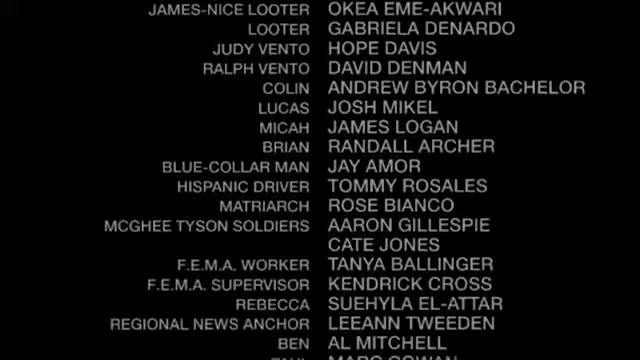 JAMES-NICE LOOTER OKEA EME-AKWARI
LOOTER GABRIELA DENARDO
JUDY VENTO HOPE DAVIS
RALPH VENTO DAVID DENMAN
COLIN ANDREW BYRON BACHELOR
LUCAS JOSH MIKEL
MICAH JAMES LOGAN
BRIAN RANDALL ARCHER
BLUE-COLLAR MAN JAY AMOR
HISPANIC DRIVER TOMMY ROSALES
MATRIARCH ROSE BIANCO
MCGHEE TYSON SOLDIERS AARON GILLESPIE
CATE JONES
F.E.M.A. WORKER TANYA BALLINGER
F.E.M.A. SUPERVISOR KENDRICK CROSS
REBECCA SUEHYLA EL-ATTAR
REGIONAL NEWS ANCHOR LEEANN TWEEDEN
BEN AL MITCHELL